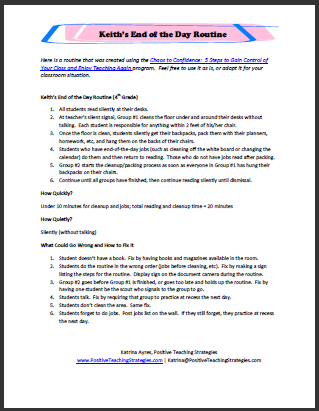 Keith's End of the Day Routine
Here is a routine that was created using the Chaos to Confidence: 5 Steps to Gain Control of
Your Class and Enjoy Teaching Again program. Feel free to use it as is, or adapt it for your
classroom situation.
Keith's End of the Day Routine (4th Grade)
1. All students read silently at their desks.
2. At teacher's silent signal, Group #1 cleans the floor under and around their desks without
talking. Each student is responsible for anything within 2 feet of his/her chair.
3. Once the floor is clean, students silently get their backpacks, pack them with their planners,
homework, etc, and hang them on the backs of their chairs.
4. Students who have end-of-the-day jobs (such as cleaning off the white board or changing the
calendar) do them and then return to reading. Those who do not have jobs read after packing.
5. Group #2 starts the cleanup/packing process as soon as everyone in Group #1 has hung their
backpacks on their chairs.
6. Continue until all groups have finished, then continue reading silently until dismissal.
How Quickly?
Under 10 minutes for cleanup and jobs; total reading and cleanup time = 20 minutes
How Quietly?
Silently (without talking)
What Could Go Wrong and How to Fix It
1. Student doesn't have a book. Fix by having books and magazines available in the room.
2. Students do the routine in the wrong order (jobs before cleaning, etc). Fix by making a sign
listing the steps for the routine. Display sign on the document camera during the routine.
3. Group #2 goes before Group #1 is finished, or goes too late and holds up the routine. Fix by
having one student be the scout who signals to the group to go.
4. Students talk. Fix by requiring that group to practice at recess the next day.
5. Students don't clean the area. Same fix.
6. Students forget to do jobs. Post jobs list on the wall. If they still forget, they practice at recess
the next day.
Katrina Ayres, Positive Teaching Strategies
www.PositiveTeachingStrategies.com | Katrina@PositiveTeachingStrategies.com